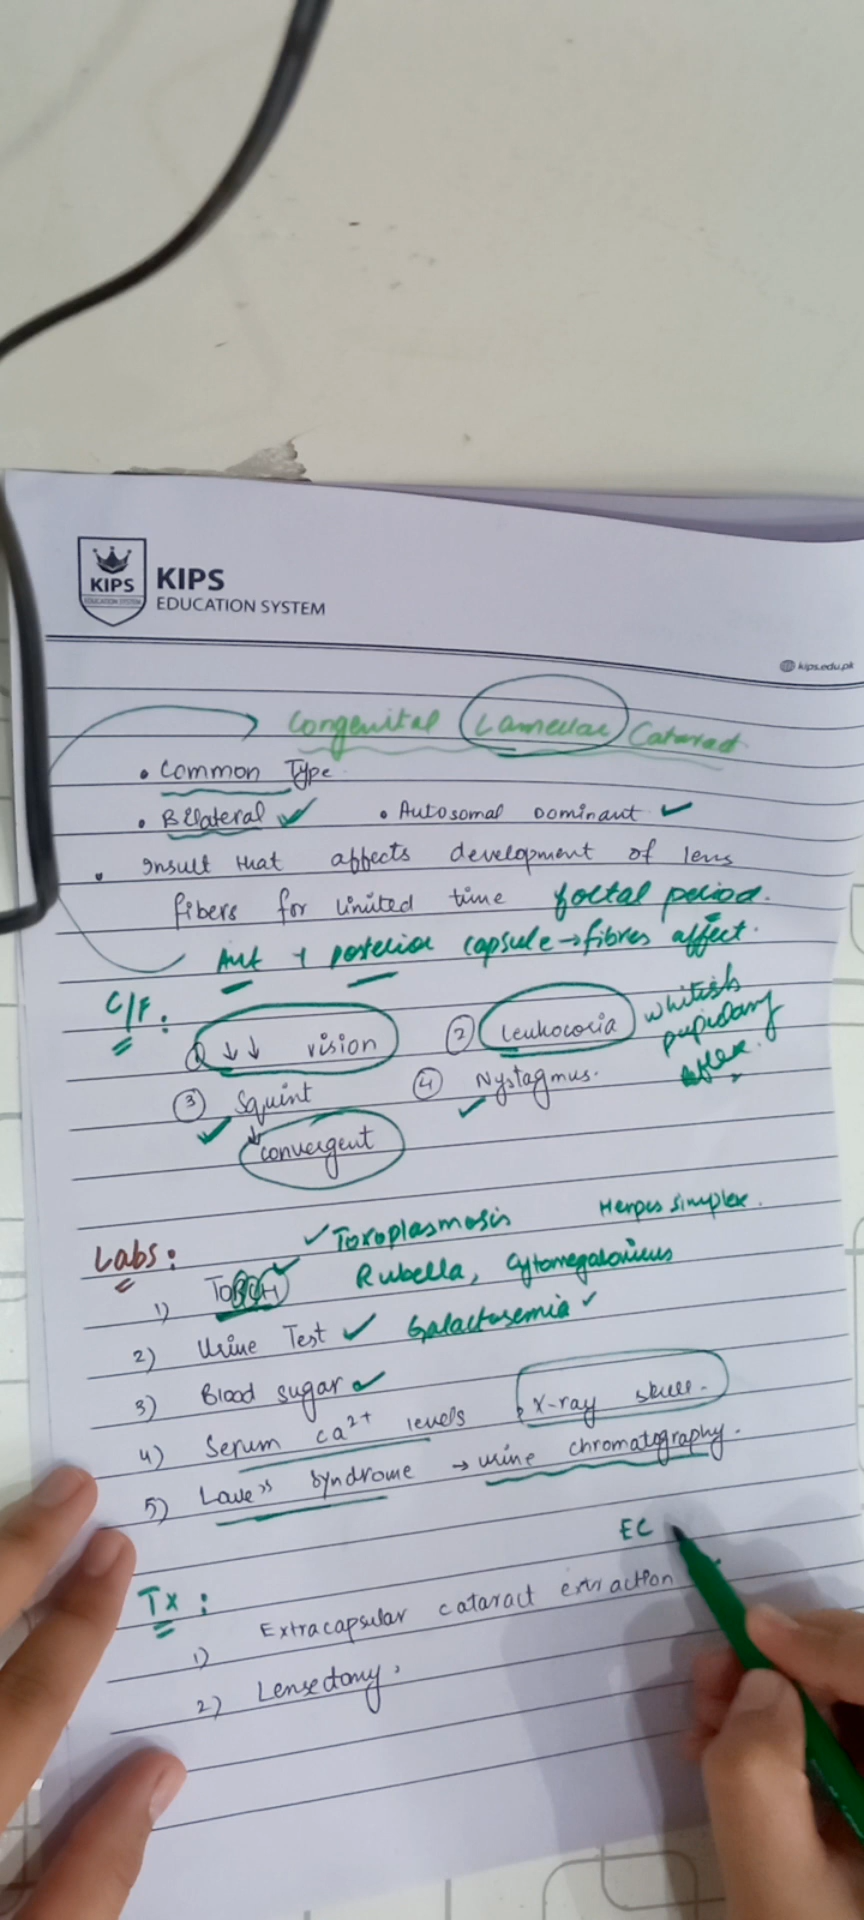 KIPS
EDUCATION SYSTEM
KIPS
EDUCATION SYSTEM
kips.edu.pk
Congenital Lamellar Cataract
• Common Type
• Bilateral ✓ • Autosomal Dominant ✓
• Insult that affects development of lens
fibers for limited time foetal period.
Ant + posterior capsule → fibres affect.
C/F:
① ↓↓ vision ② Leukocoria whitish
pupillary
reflex.
③ Squint ④ Nystagmus.
✓ ↓ ✓
convergent
✓ Toxoplasmosis Herpes simplex.
Labs:
1) TORCH ✓ Rubella, Cytomegalovirus
2) Urine Test ✓ Galactosemia ✓
3) Blood sugar ✓
4) Serum Ca²⁺ levels, X-ray skull.
5) Lowe's syndrome → urine chromatography.
EC
Tx:
1) Extracapsular cataract extraction
2) Lensectomy.